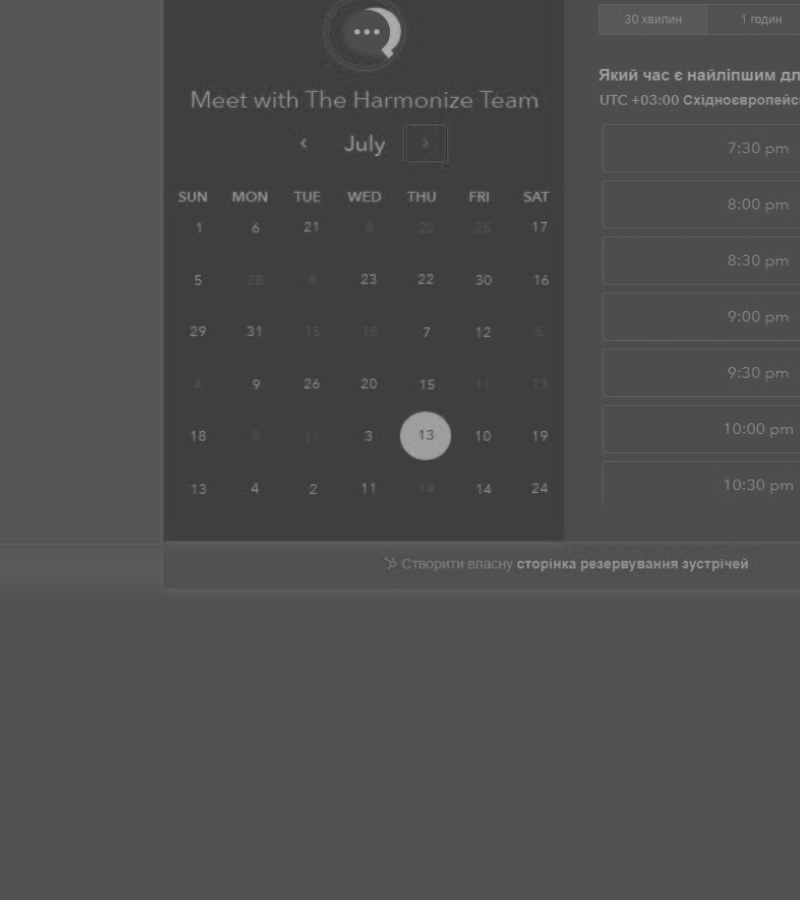 30 хвилин 1 годин
Meet with The Harmonize Team
July
SUN MON TUE WED THU FRI SAT
1 6 21 8 22 17
5 28 23 22 30 16
29 31 15 15 7 12 5
4 9 26 20 15 11 13
18 8 11 3 13 10 19
13 4 2 11 14 14 24
Який час є найліпшим
UTC +03:00
7:30 pm
8:00 pm
8:30 pm
9:00 pm
9:30 pm
10:00 pm
10:30 pm
Створити власну сторінка резервування зустрічей